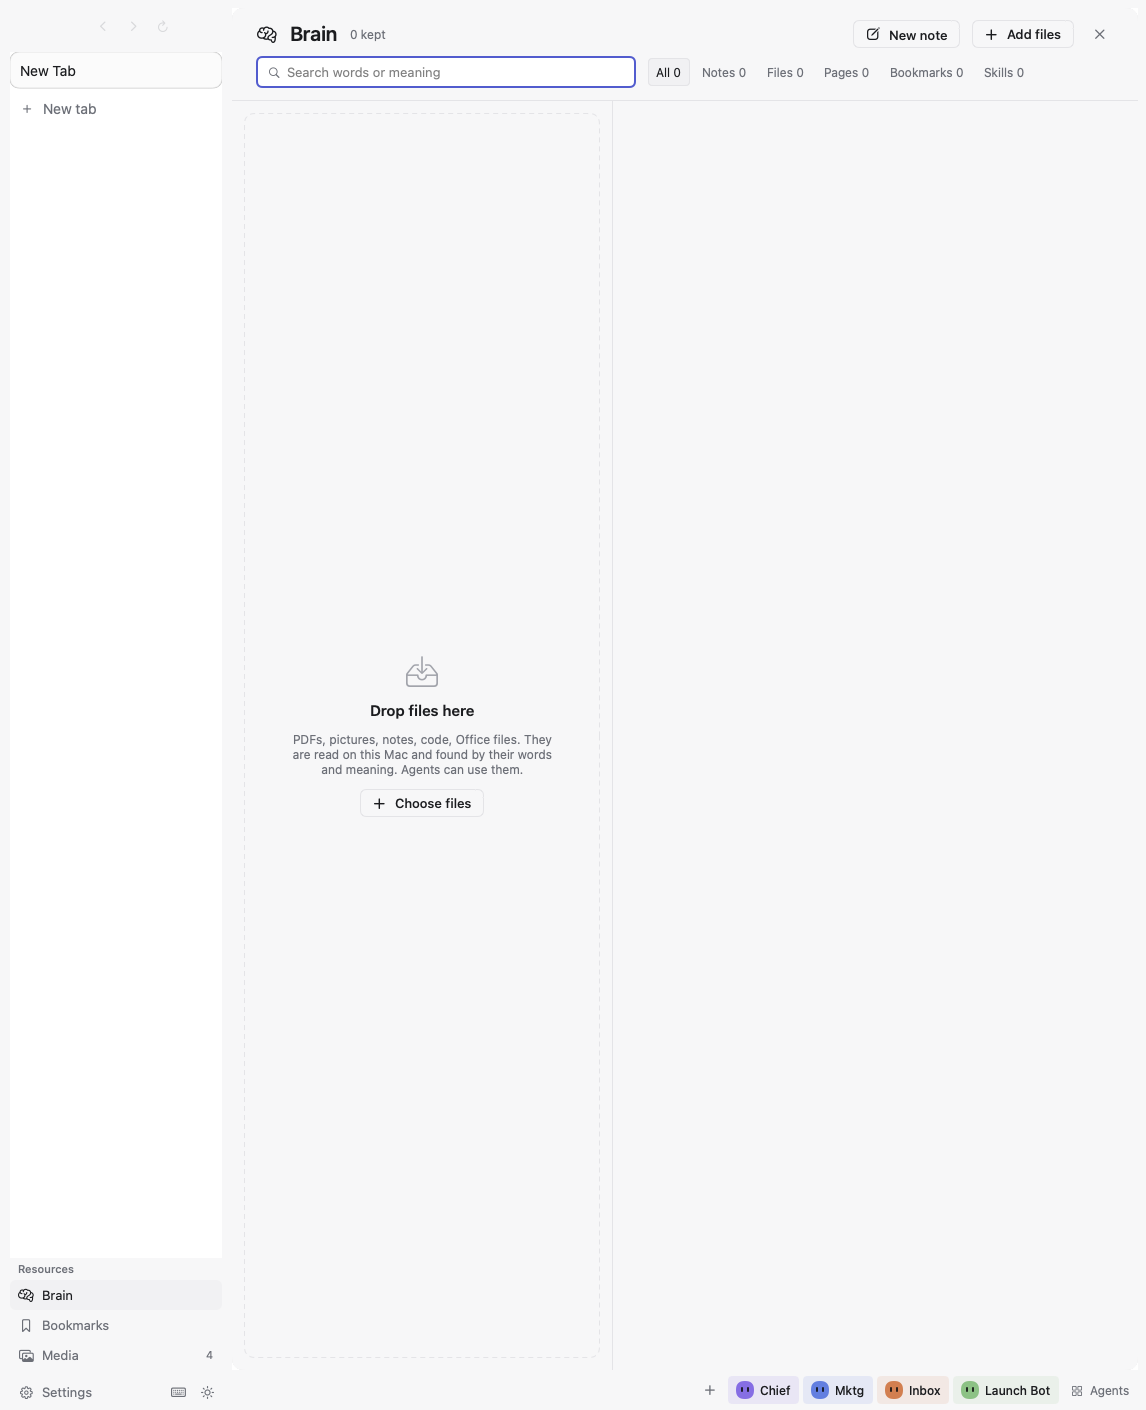 New Tab
New tab
Brain
0 kept
New note
Add files
Search words or meaning
All 0
Notes 0
Files 0
Pages 0
Bookmarks 0
Skills 0
Drop files here
PDFs, pictures, notes, code, Office files. They
are read on this Mac and found by their words
and meaning. Agents can use them.
Choose files
Resources
Brain
Bookmarks
Media 4
Settings
Chief
Mktg
Inbox
Launch Bot
Agents